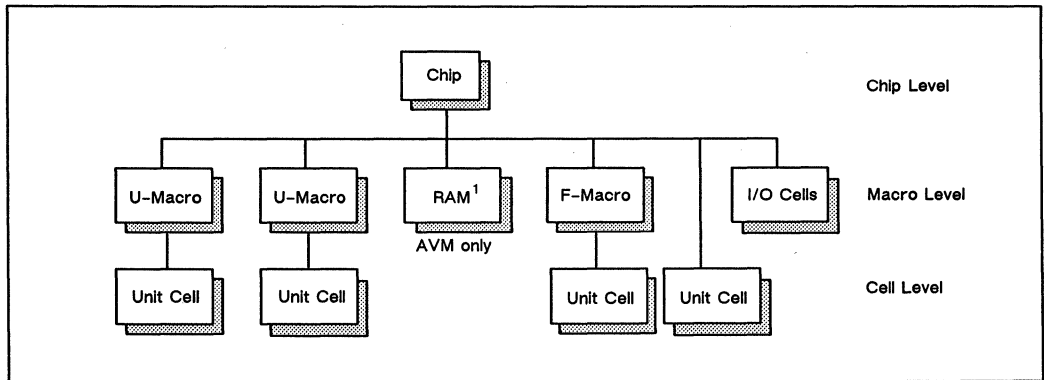 Chip
Chip Level
U-Macro
U-Macro
RAM¹
F-Macro
I/O Cells
Macro Level
AVM only
Unit Cell
Unit Cell
Unit Cell
Unit Cell
Cell Level